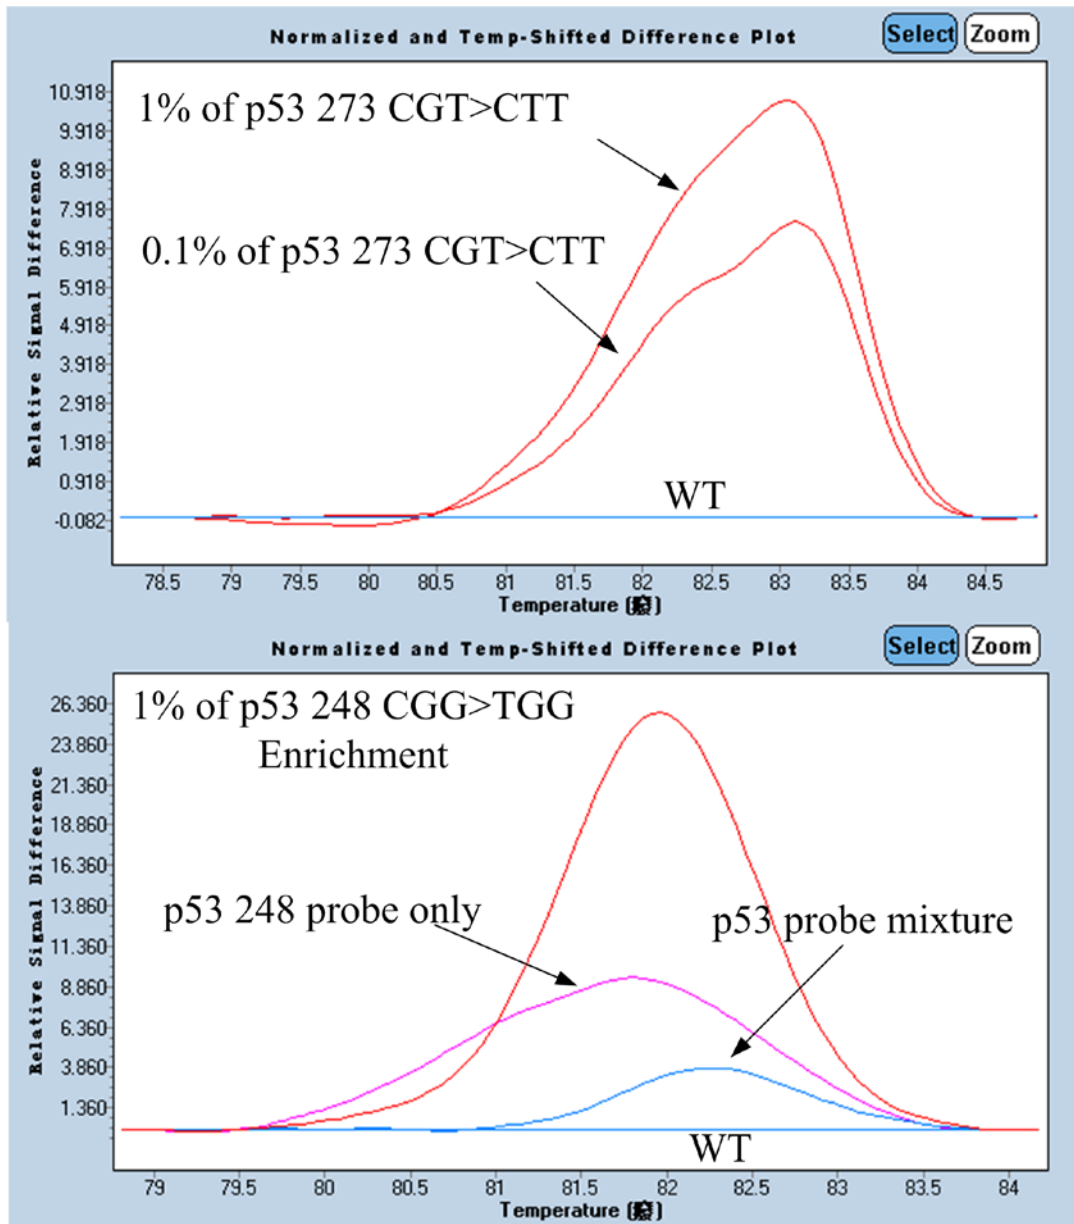 Normalized and Temp-Shifted Difference Plot
Select Zoom
Relative Signal Difference
10.918
9.918
8.918
7.918
6.918
5.918
4.918
3.918
2.918
1.918
0.918
-0.082
1% of p53 273 CGT>CTT
0.1% of p53 273 CGT>CTT
WT
78.5 79 79.5 80 80.5 81 81.5 82 82.5 83 83.5 84 84.5
Temperature (癈)
Normalized and Temp-Shifted Difference Plot
Select Zoom
Relative Signal Difference
26.360
23.860
21.360
18.860
16.360
13.860
11.360
8.860
6.360
3.860
1.360
1% of p53 248 CGG>TGG
Enrichment
p53 248 probe only
p53 probe mixture
WT
79 79.5 80 80.5 81 81.5 82 82.5 83 83.5 84
Temperature (癈)